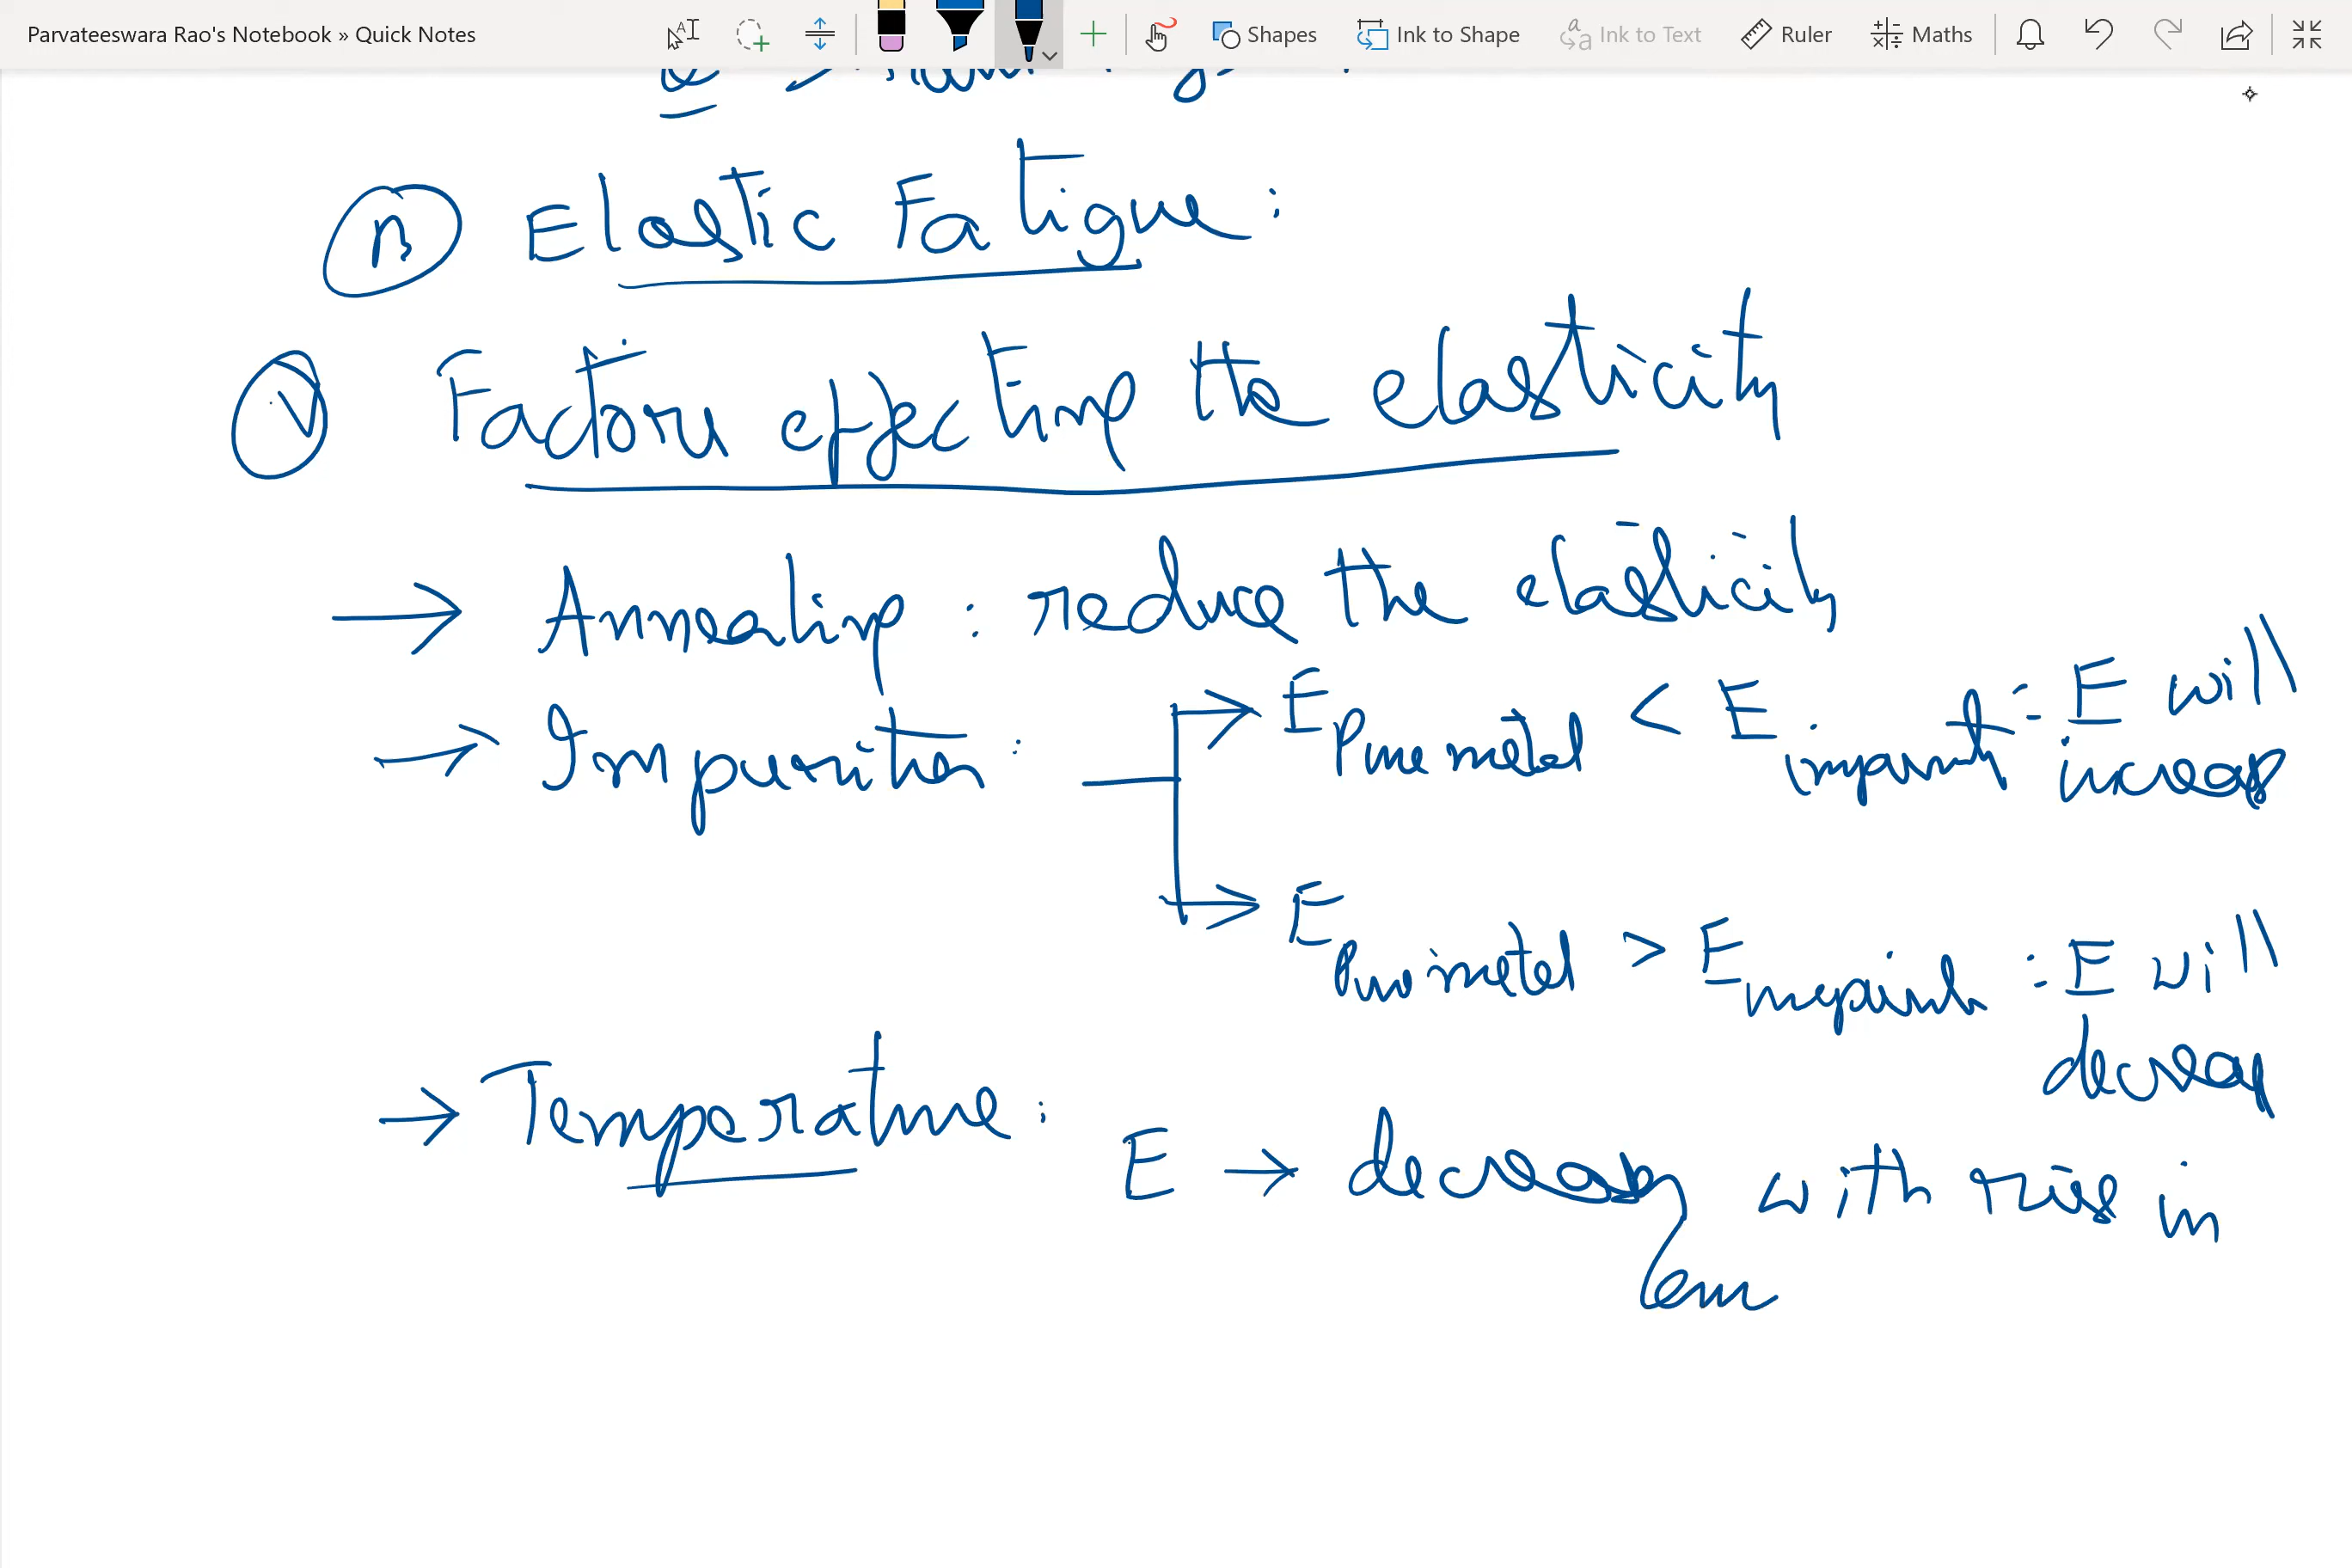 Parvateeswara Rao's Notebook » Quick Notes
Shapes Ink to Shape Ink to Text Ruler Maths
n Elastic Fatigue:
V Factors effecting the elasticity
→ Annealing : reduce the elasticity
→ Impurities : → E Pure metal < E impurity : E will increase
→ E Pure metal > E impurity : E will decrease
→ Temperature : E → decreases with rise in tem